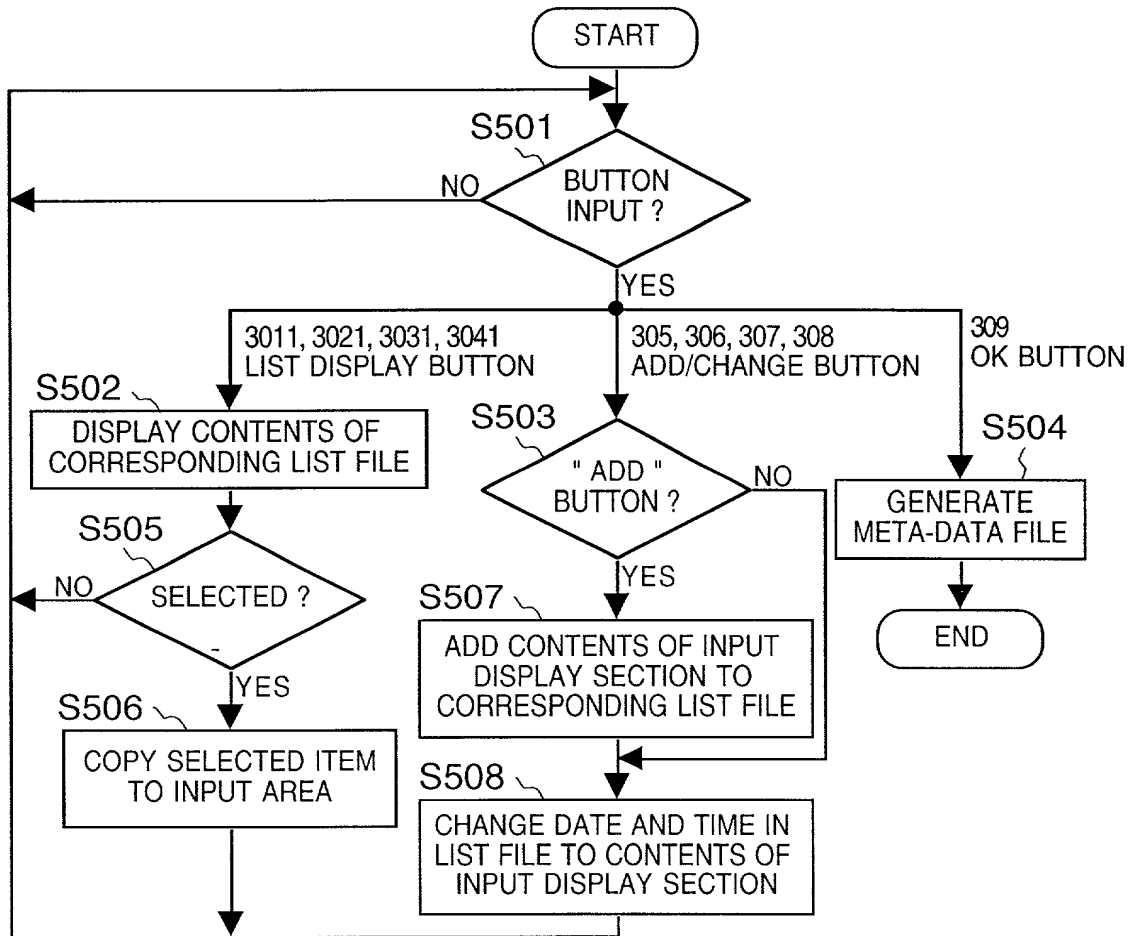 START
S501
BUTTON
INPUT ?
NO
YES
3011, 3021, 3031, 3041
LIST DISPLAY BUTTON
305, 306, 307, 308
ADD/CHANGE BUTTON
309
OK BUTTON
S502
DISPLAY CONTENTS OF
CORRESPONDING LIST FILE
S503
" ADD "
BUTTON ?
NO
YES
S504
GENERATE
META-DATA FILE
END
S505
SELECTED ?
NO
YES
S506
COPY SELECTED ITEM
TO INPUT AREA
S507
ADD CONTENTS OF INPUT
DISPLAY SECTION TO
CORRESPONDING LIST FILE
S508
CHANGE DATE AND TIME IN
LIST FILE TO CONTENTS OF
INPUT DISPLAY SECTION